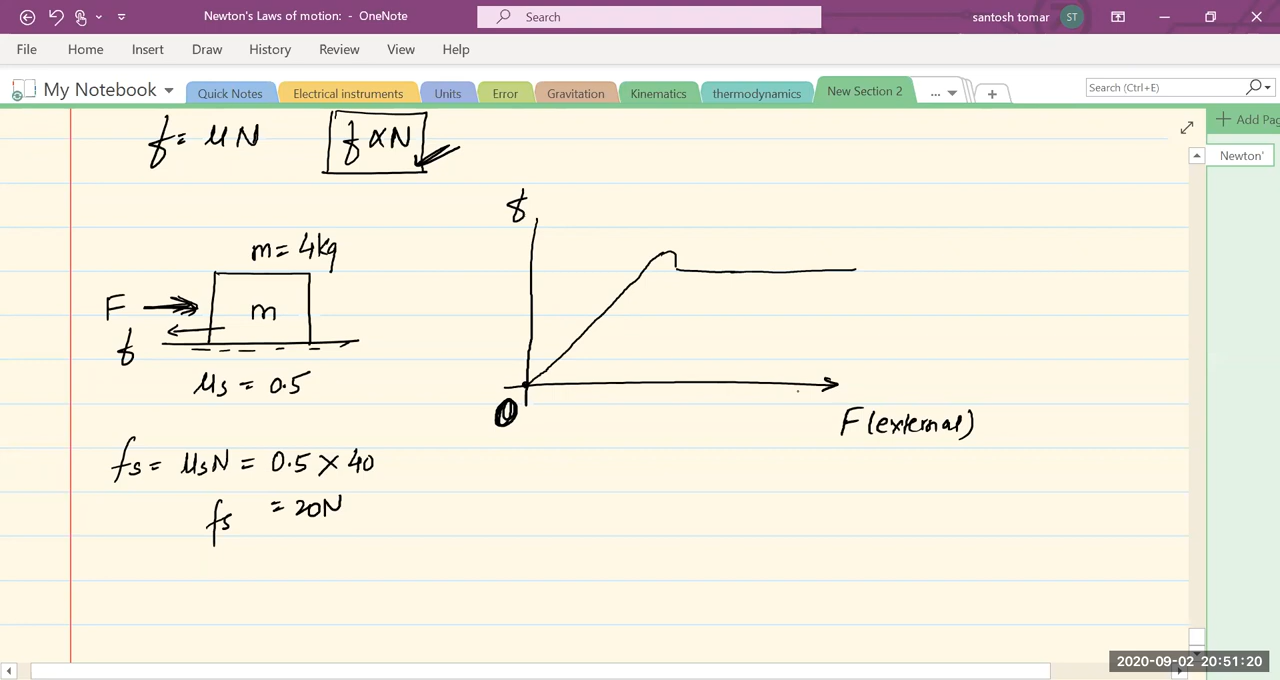 Newton's Laws of motion: - OneNote
Search
santosh tomar
ST
File Home Insert Draw History Review View Help
My Notebook
Quick Notes
Electrical instruments
Units
Error
Gravitation
Kinematics
thermodynamics
New Section 2
...
Search (Ctrl+E)
Add Pag
Newton'
f = μN
f ∝ N
f
m = 4kg
F
m
f
μs = 0.5
O
F (external)
fs = μsN = 0.5 × 40
fs = 20N
2020-09-02 20:51:20